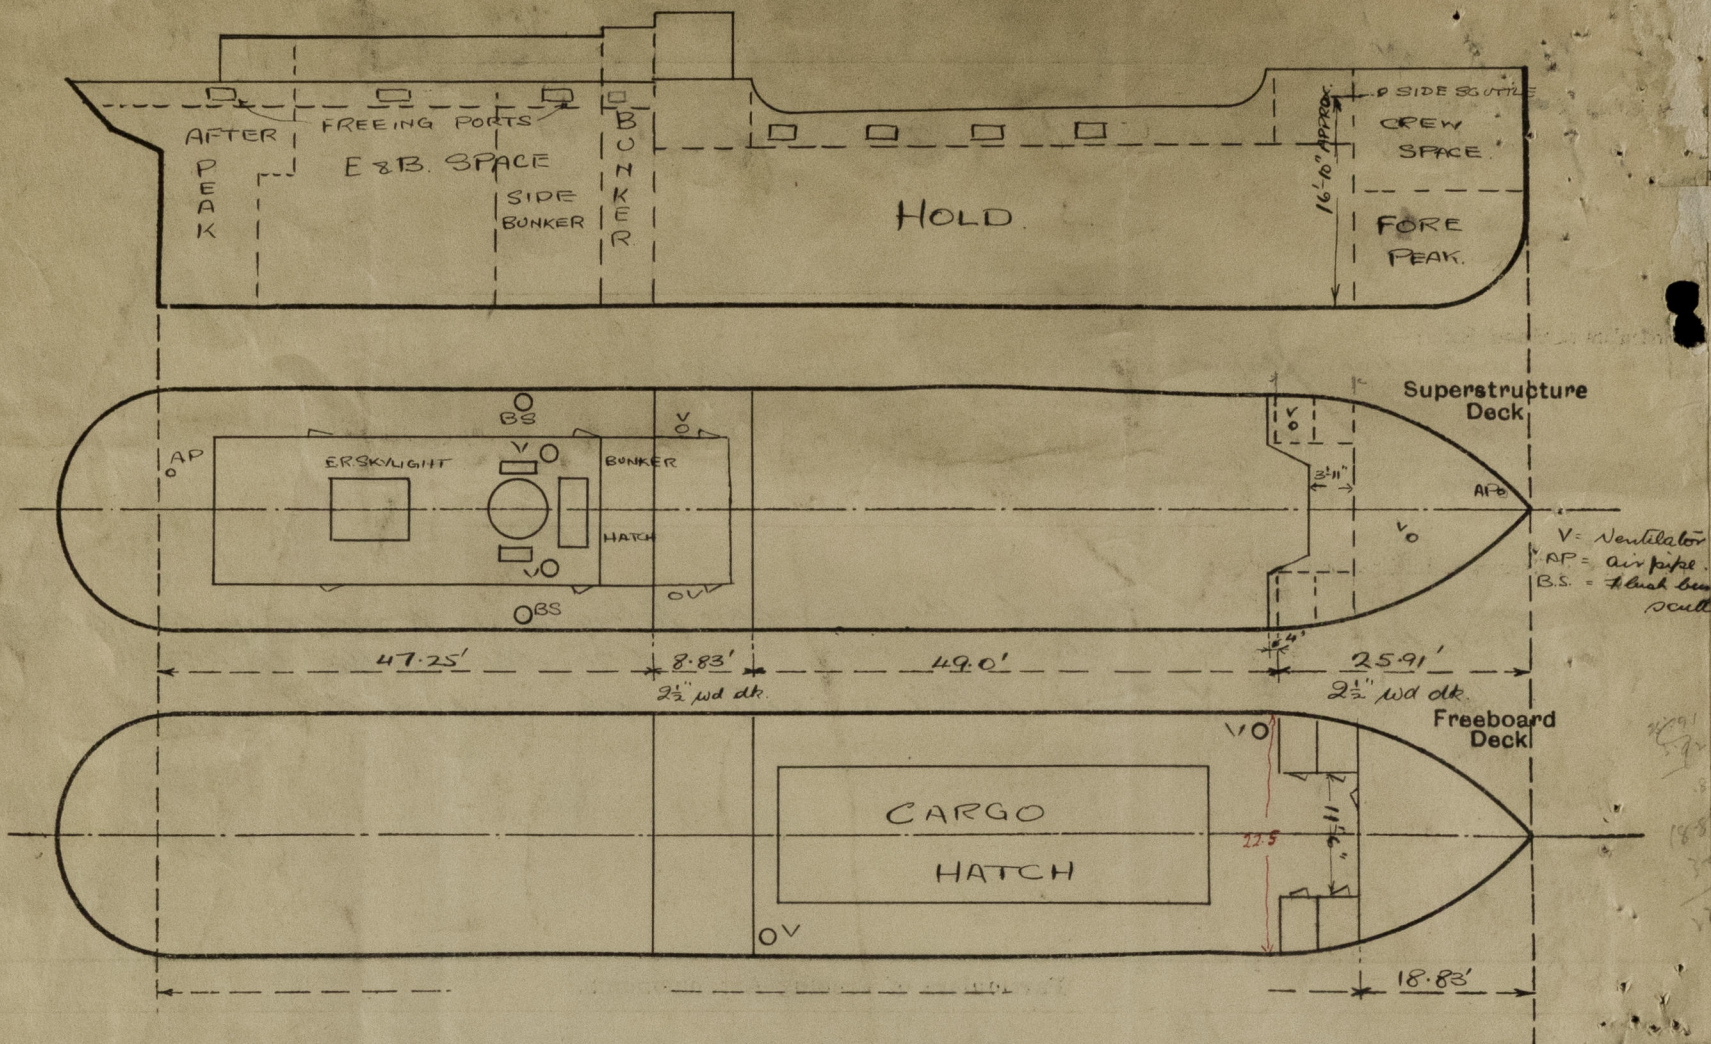 SIDE SCUTTLE
FREEING PORTS
AFTER
PEAK
E & B. SPACE
SIDE
BUNKER
BUNKER
HOLD.
16'-10" APPROX.
CREW
SPACE.
FORE
PEAK.
Superstructure
Deck
BS
V
V
V
AP
V
E.R. SKYLIGHT
BUNKER
HATCH
3'-11"
AP
V
V = Ventilator
AP = air pipe.
B.S. = Flush
V
BS
V
4'
47.25'
8.83'
49.0'
25.91'
2½" wd dk.
2½" wd dk.
Freeboard
Deck
V
CARGO
HATCH
22.5
11'-6"
V
18.83'